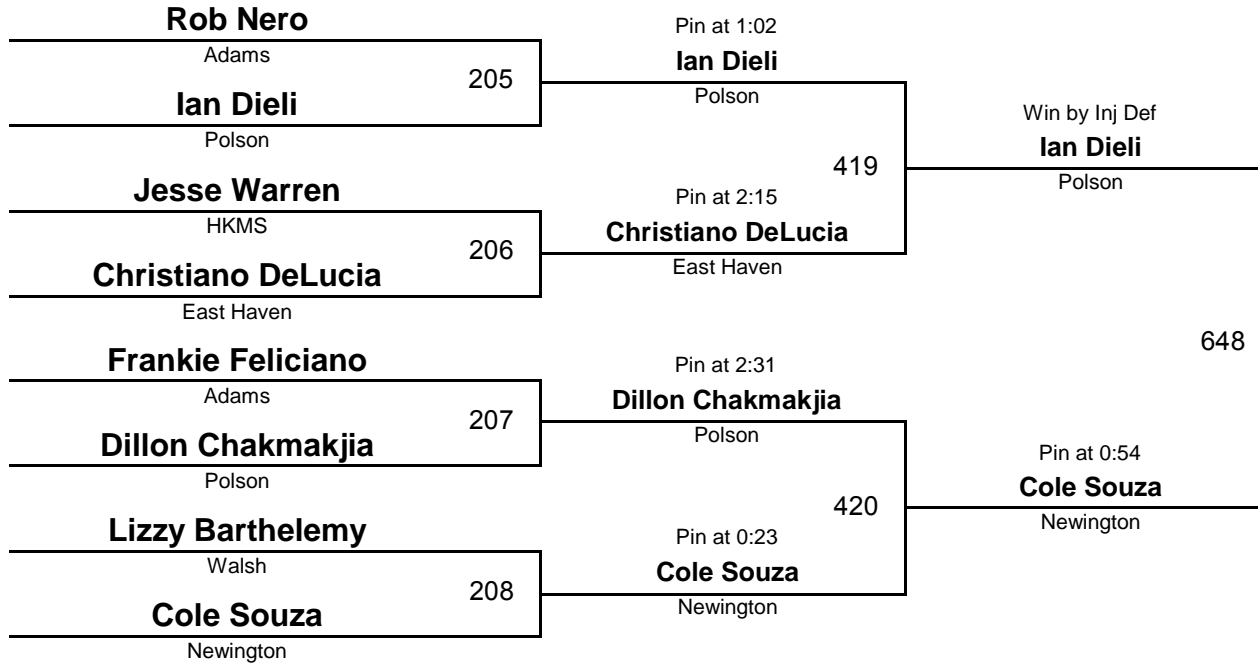 Rob Nero
Adams
205
Ian Dieli
Polson
Jesse Warren
HKMS
206
Christiano DeLucia
East Haven
Frankie Feliciano
Adams
207
Dillon Chakmakjia
Polson
Lizzy Barthelemy
Walsh
208
Cole Souza
Newington
Pin at 1:02
Ian Dieli
Polson
419
Pin at 2:15
Christiano DeLucia
East Haven
Pin at 2:31
Dillon Chakmakjia
Polson
420
Pin at 0:23
Cole Souza
Newington
Win by Inj Def
Ian Dieli
Polson
648
Pin at 0:54
Cole Souza
Newington